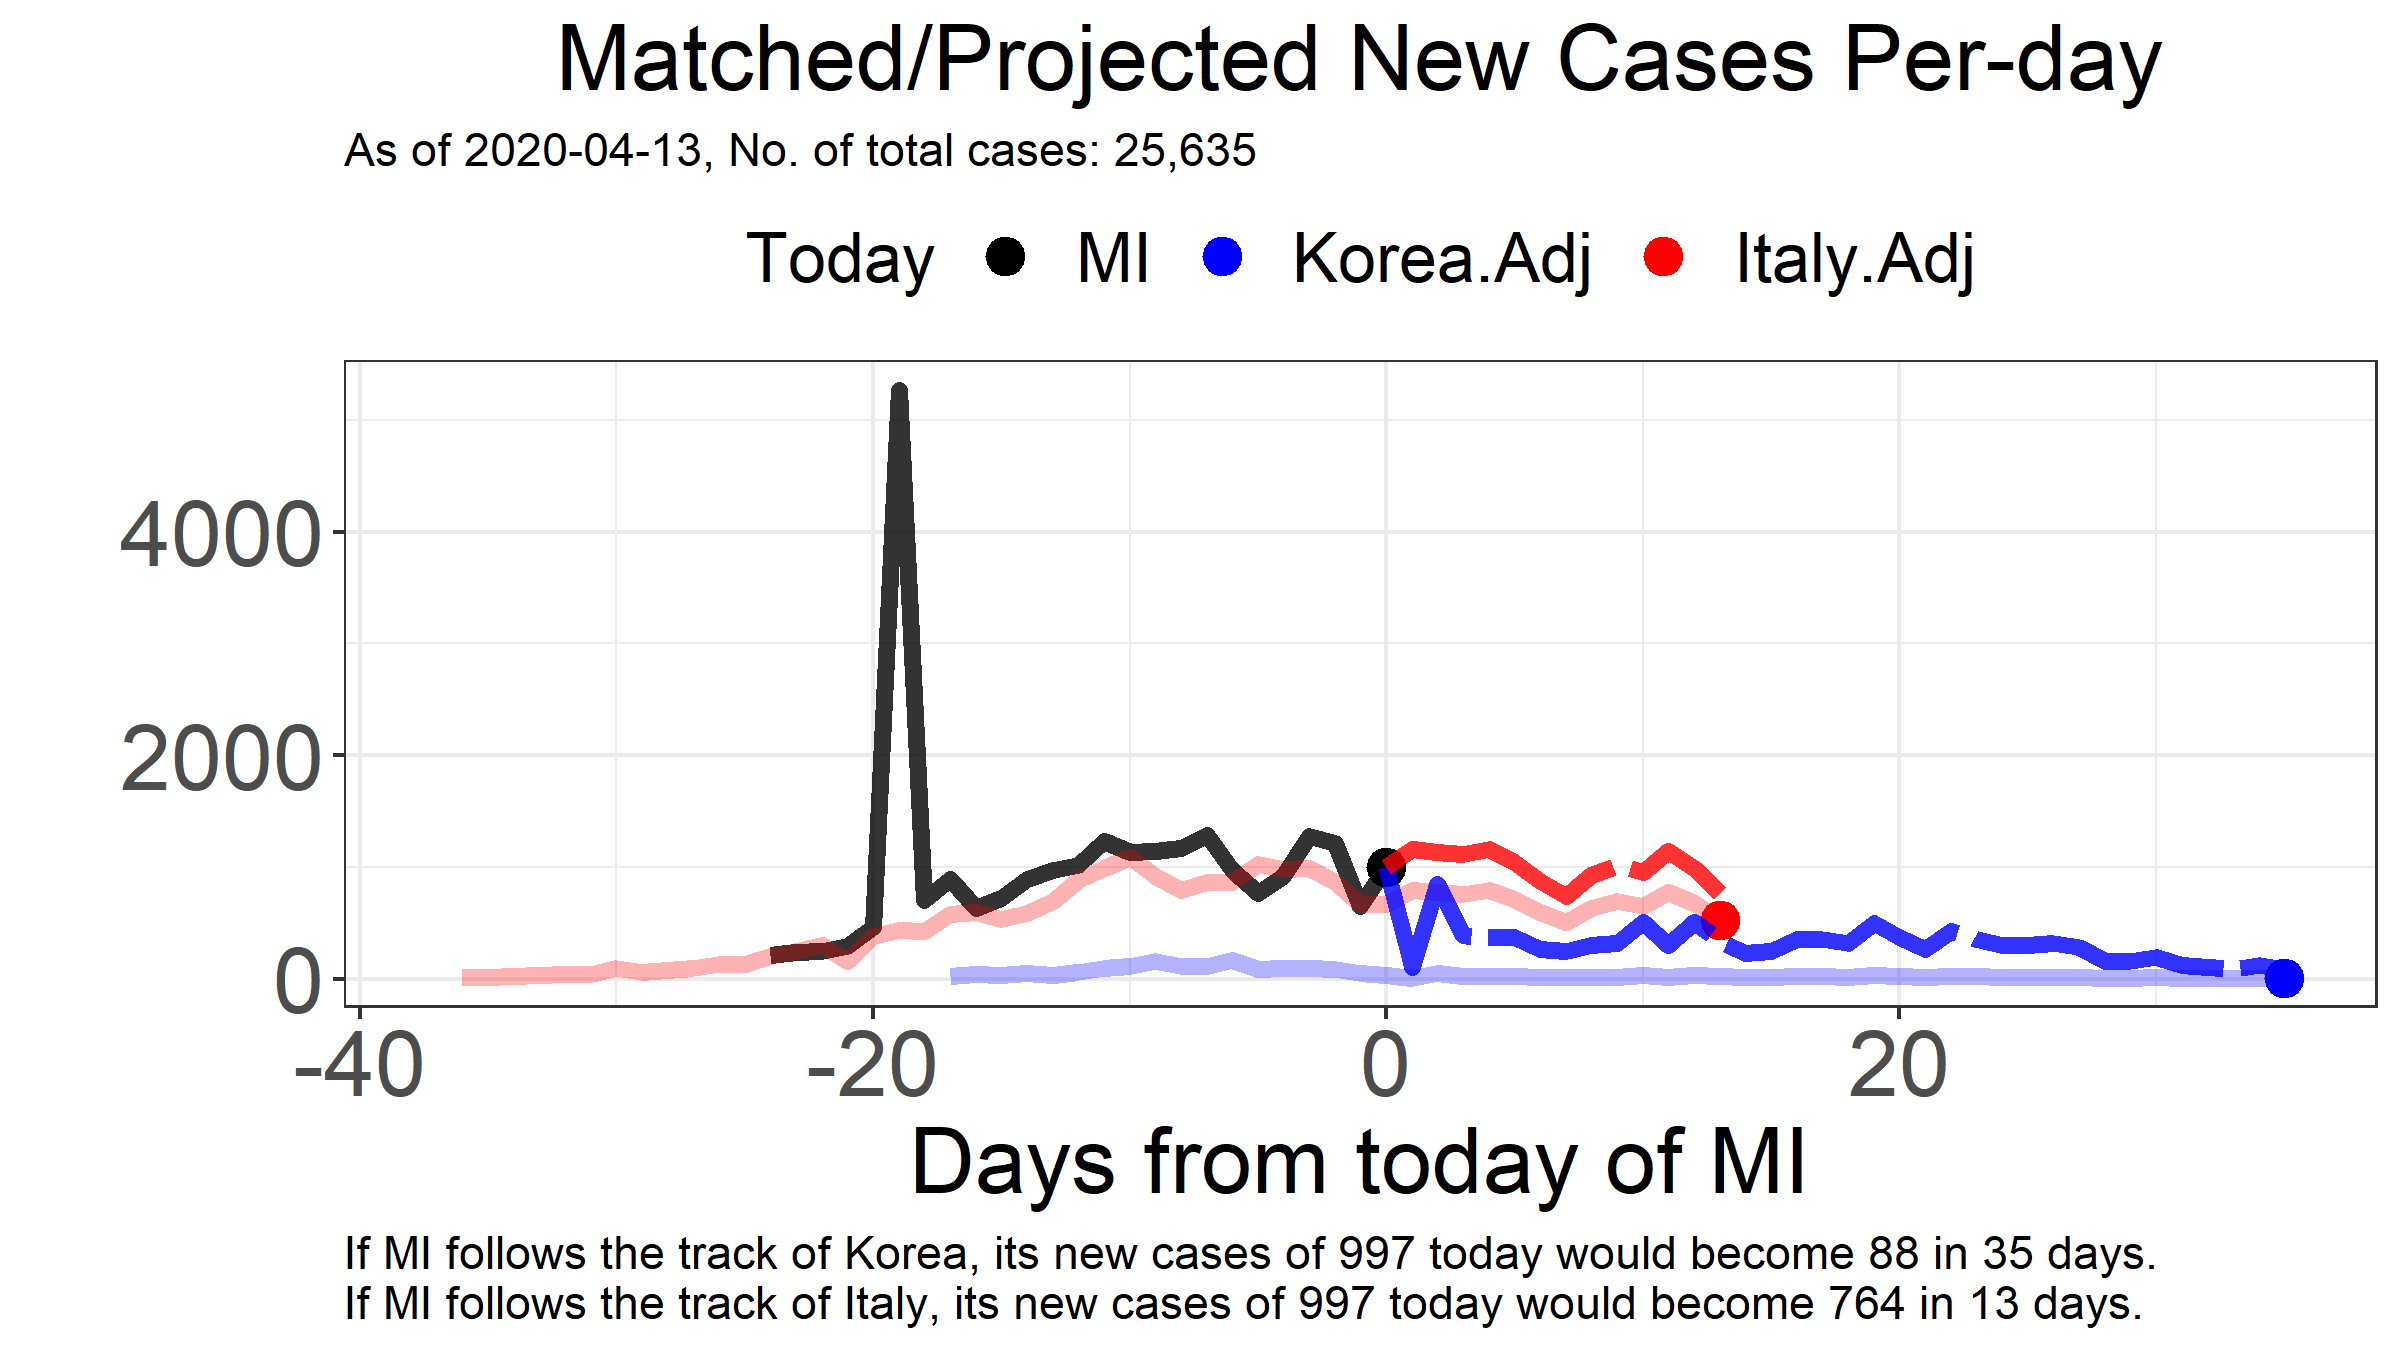 Matched/Projected New Cases Per-day
As of 2020-04-13, No. of total cases: 25,635
Today MI Korea.Adj Italy.Adj
4000
2000
0
-40 -20 0 20
Days from today of MI
If MI follows the track of Korea, its new cases of 997 today would become 88 in 35 days.
If MI follows the track of Italy, its new cases of 997 today would become 764 in 13 days.